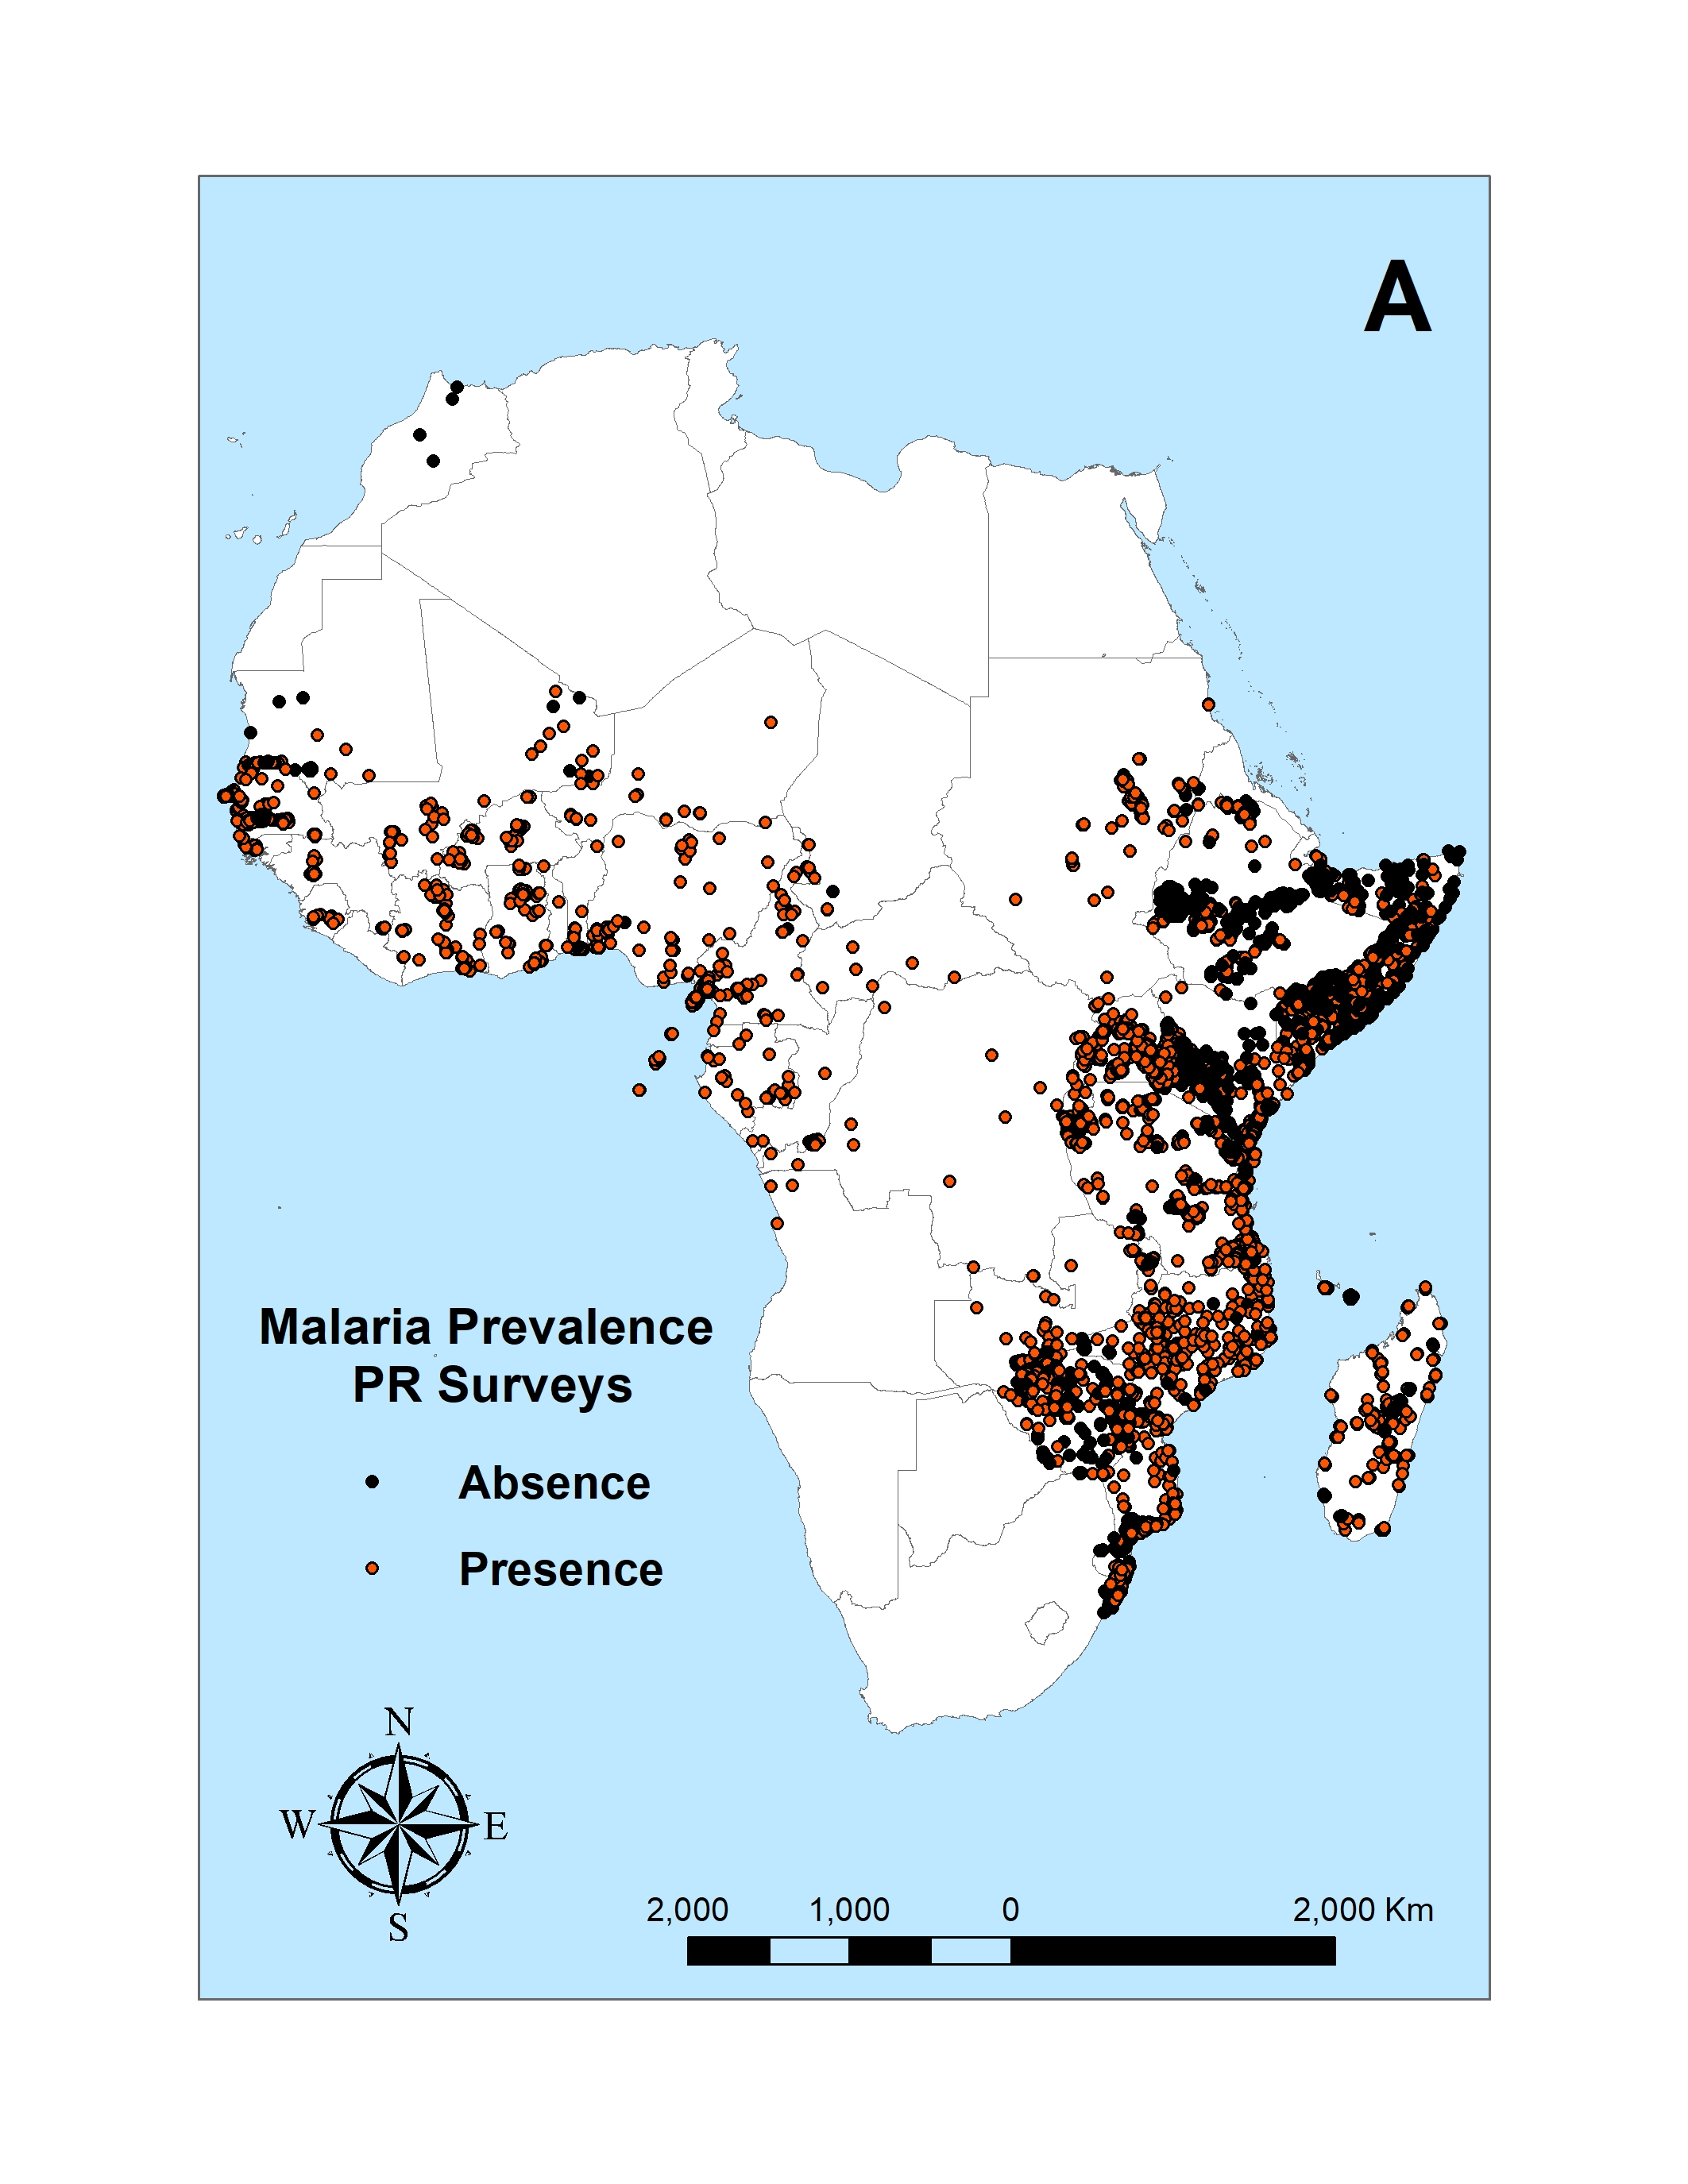 A
Malaria Prevalence
PR Surveys
Absence
Presence
N
W E
S
2,000 1,000 0 2,000 Km